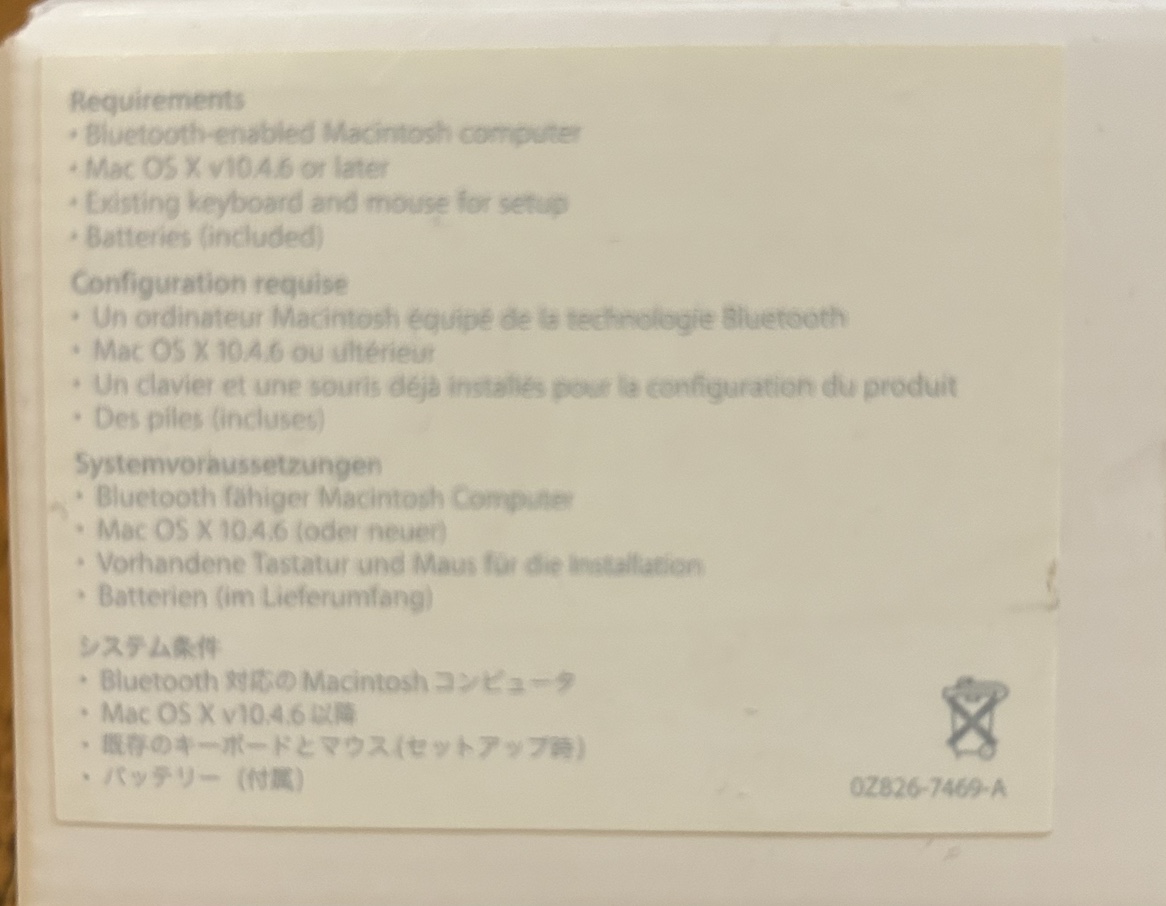 Requirements
• Bluetooth-enabled Macintosh computer
• Mac OS X v10.4.6 or later
• Existing keyboard and mouse for setup
• Batteries (included)
Configuration requise
• Un ordinateur Macintosh équipé de la technologie Bluetooth
• Mac OS X 10.4.6 ou ultérieur
• Un clavier et une souris déjà installés pour la configuration du produit
• Des piles (incluses)
Systemvoraussetzungen
• Bluetooth fähiger Macintosh Computer
• Mac OS X 10.4.6 (oder neuer)
• Vorhandene Tastatur und Maus für die Installation
• Batterien (im Lieferumfang)
システム条件
• Bluetooth 対応の Macintosh コンピュータ
• Mac OS X v10.4.6 以降
• 既存のキーボードとマウス(セットアップ時)
• バッテリー (付属)
0Z826-7469-A